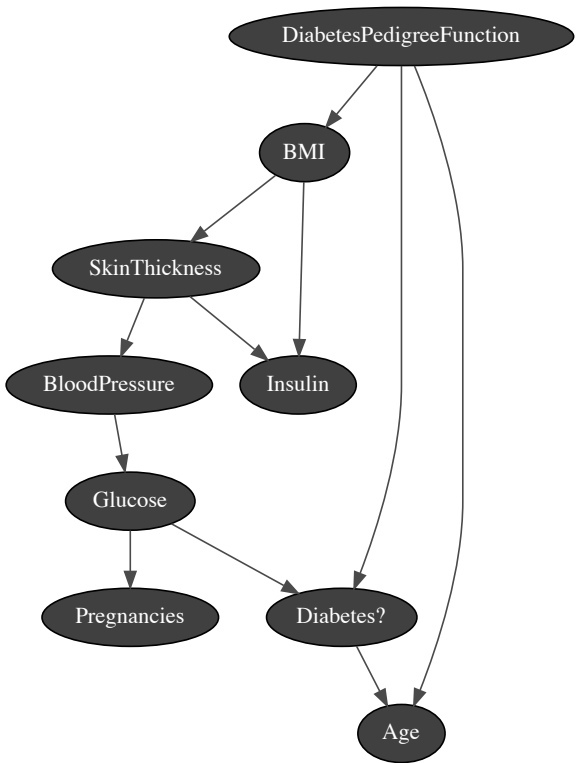 DiabetesPedigreeFunction
BMI
SkinThickness
BloodPressure
Insulin
Glucose
Pregnancies
Diabetes?
Age